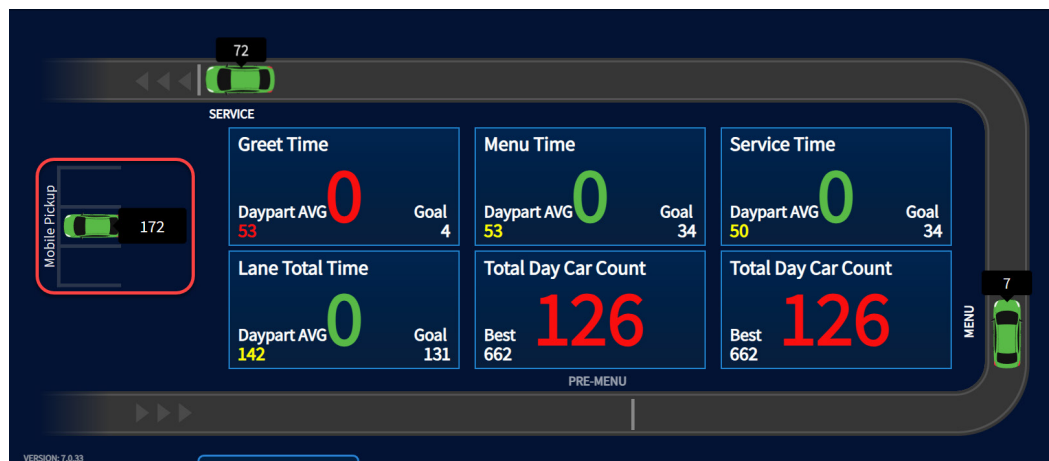 72
SERVICE
Mobile Pickup
172
Greet Time
0
Daypart AVG
53
Goal
4
Menu Time
0
Daypart AVG
53
Goal
34
Service Time
0
Daypart AVG
50
Goal
34
Lane Total Time
0
Daypart AVG
142
Goal
131
Total Day Car Count
126
Best
662
Total Day Car Count
126
Best
662
7
MENU
PRE-MENU
VERSION: 7.0.33